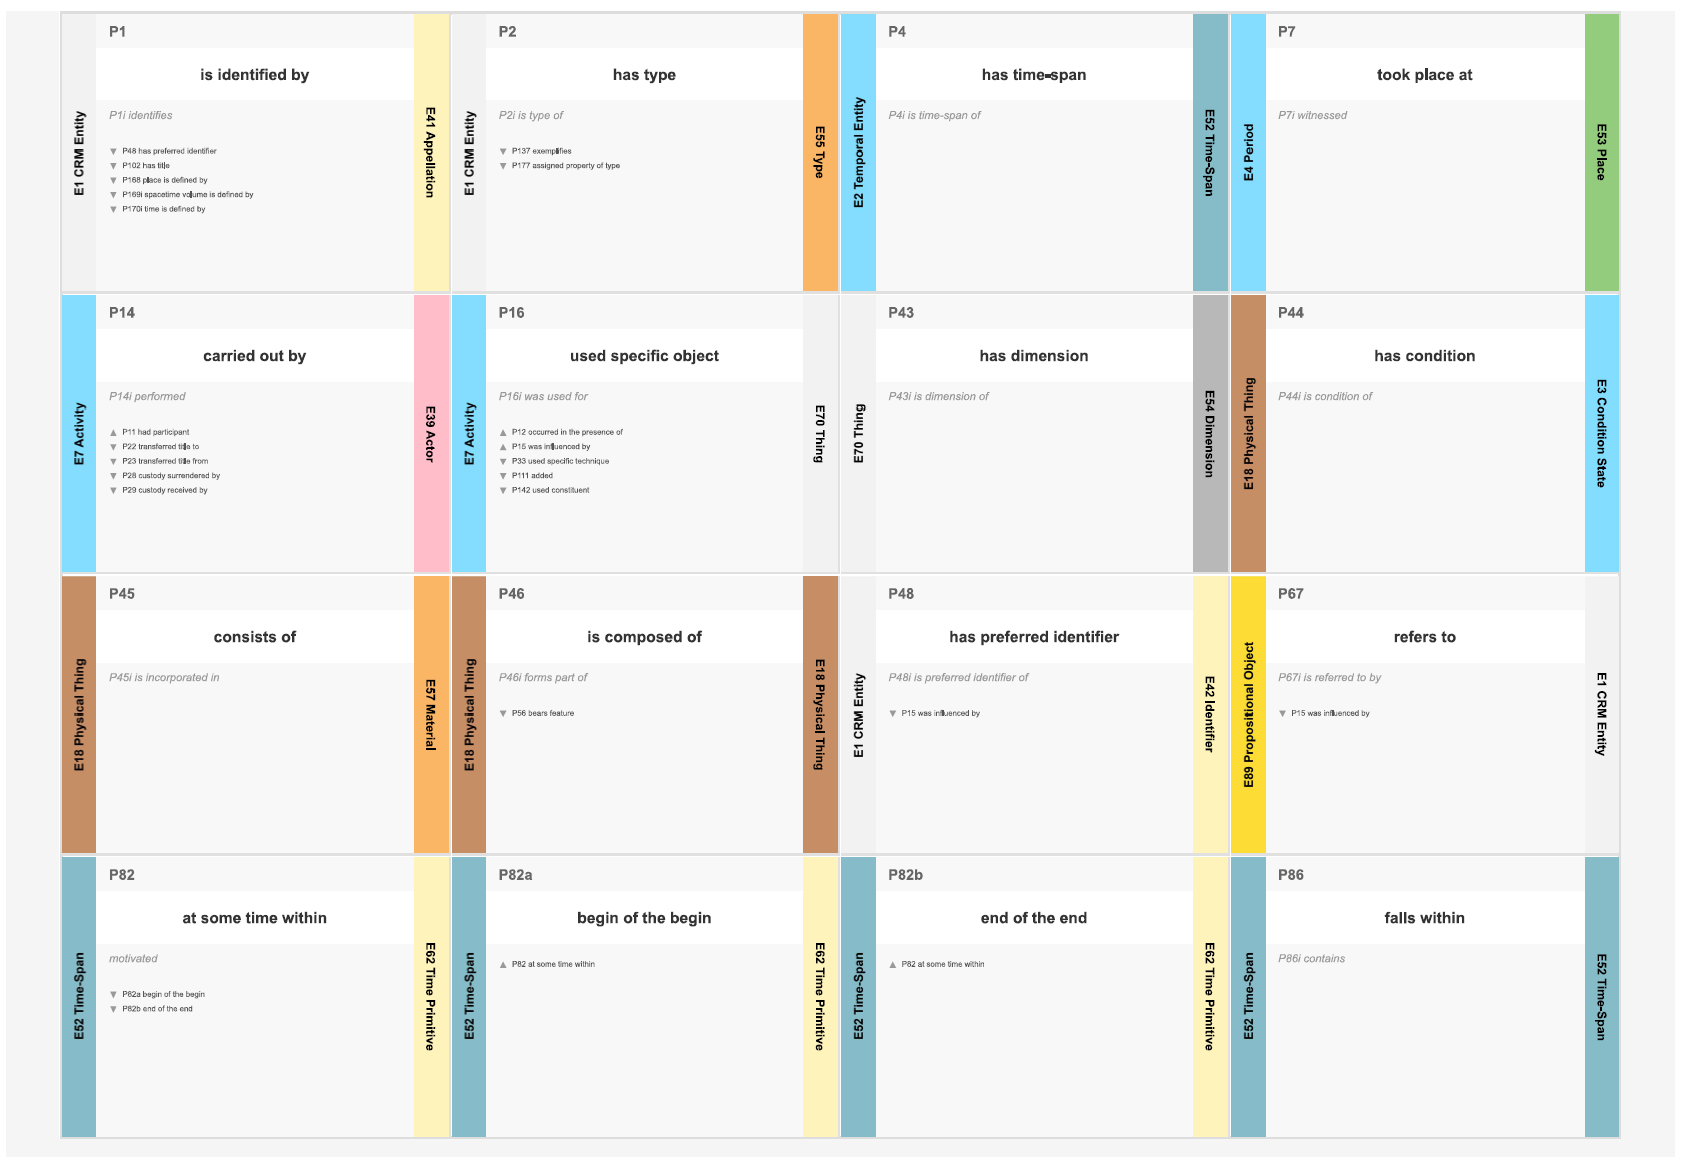 E1 CRM Entity
P1
is identified by
P1i identifies
▼ P48 has preferred identifier
▼ P102 has title
▼ P168 place is defined by
▼ P169i spacetime volume is defined by
▼ P170i time is defined by
E41 Appellation
E1 CRM Entity
P2
has type
P2i is type of
▼ P137 exemplifies
▼ P177 assigned property of type
E55 Type
E2 Temporal Entity
P4
has time-span
P4i is time-span of
E52 Time-Span
E4 Period
P7
took place at
P7i witnessed
E53 Place
E7 Activity
P14
carried out by
P14i performed
▲ P11 had participant
▼ P22 transferred title to
▼ P23 transferred title from
▼ P28 custody surrendered by
▼ P29 custody received by
E39 Actor
E7 Activity
P16
used specific object
P16i was used for
▲ P12 occurred in the presence of
▲ P15 was influenced by
▼ P33 used specific technique
▼ P111 added
▼ P142 used constituent
E70 Thing
E70 Thing
P43
has dimension
P43i is dimension of
E54 Dimension
E18 Physical Thing
P44
has condition
P44i is condition of
E3 Condition State
E18 Physical Thing
P45
consists of
P45i is incorporated in
E57 Material
E18 Physical Thing
P46
is composed of
P46i forms part of
▼ P56 bears feature
E18 Physical Thing
E1 CRM Entity
P48
has preferred identifier
P48i is preferred identifier of
▼ P15 was influenced by
E42 Identifier
E89 Propositional Object
P67
refers to
P67i is referred to by
▼ P15 was influenced by
E1 CRM Entity
E52 Time-Span
P82
at some time within
motivated
▼ P82a begin of the begin
▼ P82b end of the end
E62 Time Primitive
E52 Time-Span
P82a
begin of the begin
▲ P82 at some time within
E62 Time Primitive
E52 Time-Span
P82b
end of the end
▲ P82 at some time within
E62 Time Primitive
E52 Time-Span
P86
falls within
P86i contains
E52 Time-Span